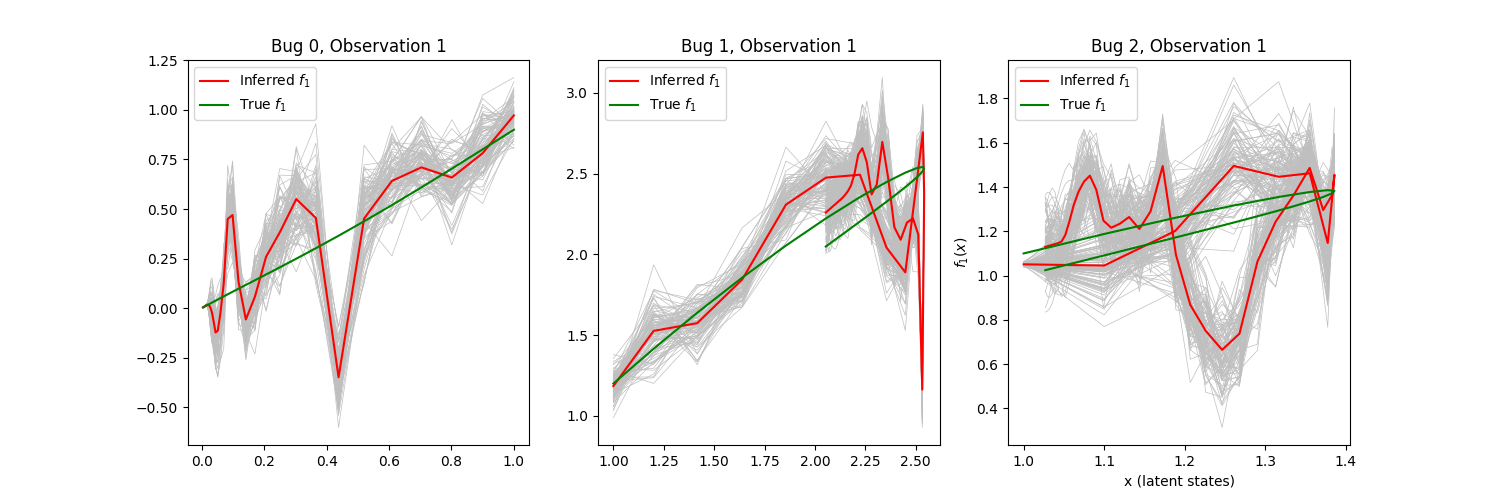 Bug 0, Observation 1
Inferred f₁
True f₁
1.25
1.00
0.75
0.50
0.25
0.00
−0.25
−0.50
0.0 0.2 0.4 0.6 0.8 1.0
Bug 1, Observation 1
Inferred f₁
True f₁
3.0
2.5
2.0
1.5
1.0
1.00 1.25 1.50 1.75 2.00 2.25 2.50
Bug 2, Observation 1
Inferred f₁
True f₁
f₁(x)
1.8
1.6
1.4
1.2
1.0
0.8
0.6
0.4
1.0 1.1 1.2 1.3 1.4
x (latent states)